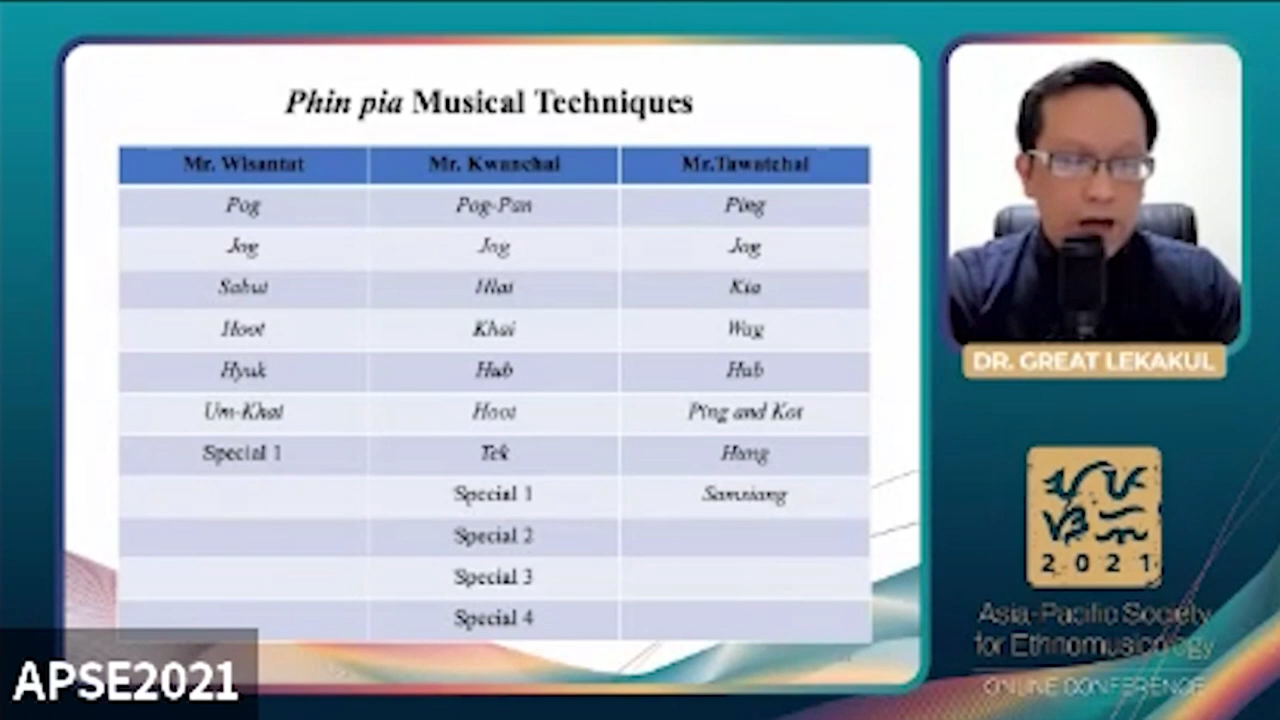 Phin pia Musical Techniques
Mr. Wisantat Mr. Kwanchai Mr.Tawatchai
Pog Pog-Pan Ping
Jog Jog Jog
Sabut Hlai Kia
Hoot Khai Wag
Hyuk Hub Hub
Um-Khat Hoot Ping and Kot
Special 1 Tek Hung
Special 1 Samsiang
Special 2
Special 3
Special 4
DR. GREAT LEKAKUL
2021
Asia-Pacific Society
for Ethnomusicology
ONLINE CONFERENCE
APSE2021